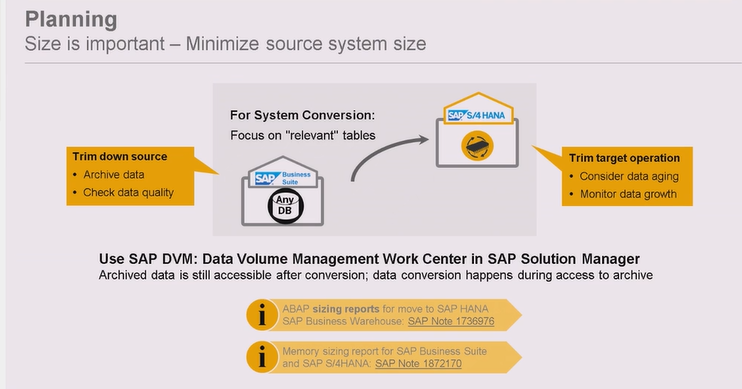 Planning
Size is important – Minimize source system size
For System Conversion:
Focus on "relevant" tables
SAP S/4 HANA
Trim down source
• Archive data
• Check data quality
SAP Business
Suite
Any
DB
Trim target operation
• Consider data aging
• Monitor data growth
Use SAP DVM: Data Volume Management Work Center in SAP Solution Manager
Archived data is still accessible after conversion; data conversion happens during access to archive
i
ABAP sizing reports for move to SAP HANA
SAP Business Warehouse: SAP Note 1736976
i
Memory sizing report for SAP Business Suite
and SAP S/4HANA: SAP Note 1872170